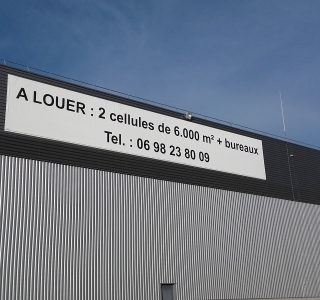 A LOUER : 2 cellules de 6.000 m² + bureaux
Tel. : 06 98 23 80 09